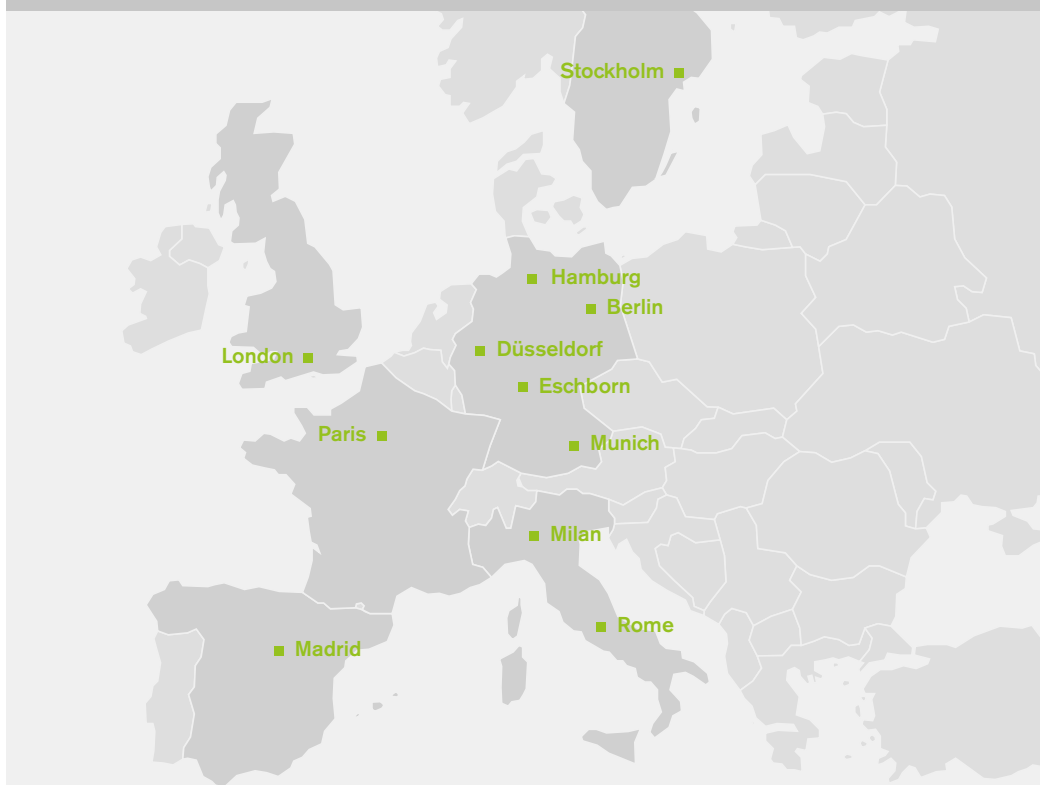 Stockholm
Hamburg
Berlin
Düsseldorf
London
Eschborn
Paris
Munich
Milan
Rome
Madrid